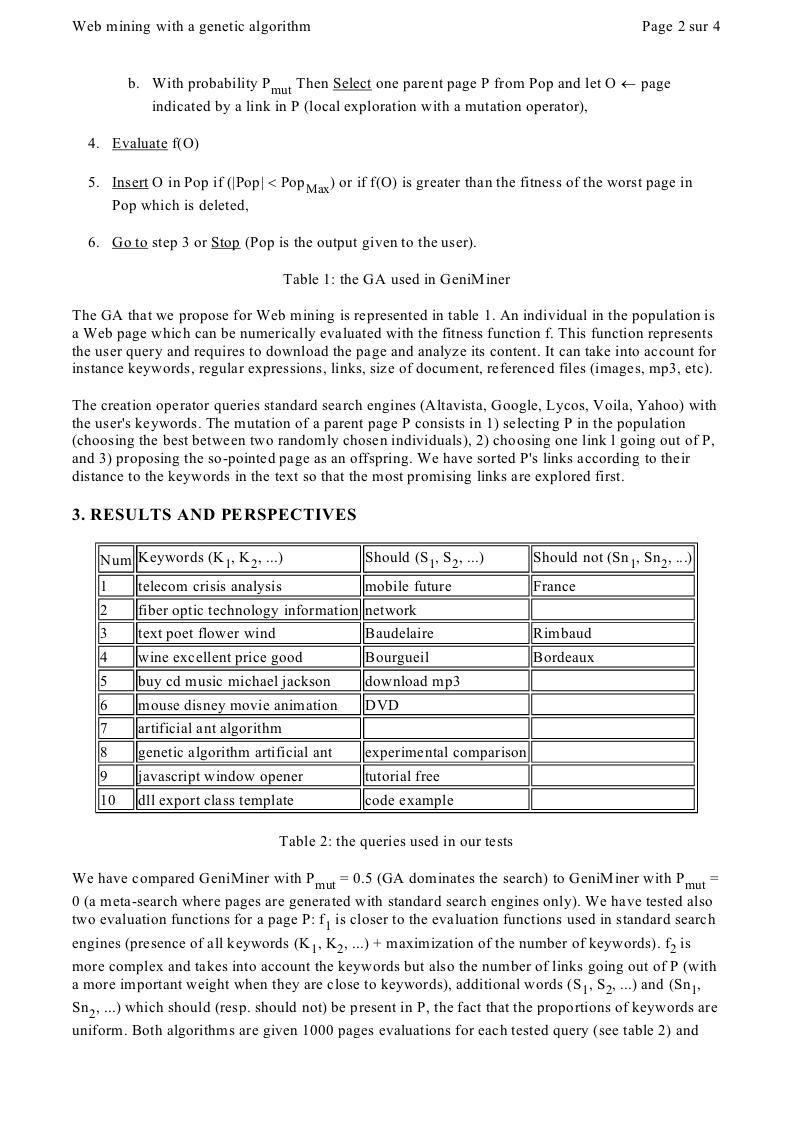 Web mining with a genetic algorithm Page 2 sur 4
b. With probability Pmut Then Select one parent page P from Pop and let O ← page
indicated by a link in P (local exploration with a mutation operator),
4. Evaluate f(O)
5. Insert O in Pop if (|Pop| < PopMax) or if f(O) is greater than the fitness of the worst page in
Pop which is deleted,
6. Go to step 3 or Stop (Pop is the output given to the user).
Table 1: the GA used in GeniMiner
The GA that we propose for Web mining is represented in table 1. An individual in the population is
a Web page which can be numerically evaluated with the fitness function f. This function represents
the user query and requires to download the page and analyze its content. It can take into account for
instance keywords, regular expressions, links, size of document, referenced files (images, mp3, etc).
The creation operator queries standard search engines (Altavista, Google, Lycos, Voila, Yahoo) with
the user's keywords. The mutation of a parent page P consists in 1) selecting P in the population
(choosing the best between two randomly chosen individuals), 2) choosing one link l going out of P,
and 3) proposing the so-pointed page as an offspring. We have sorted P's links according to their
distance to the keywords in the text so that the most promising links are explored first.
3. RESULTS AND PERSPECTIVES
Num Keywords (K1, K2, ...) Should (S1, S2, ...) Should not (Sn1, Sn2, ...)
1 telecom crisis analysis mobile future France
2 fiber optic technology information network
3 text poet flower wind Baudelaire Rimbaud
4 wine excellent price good Bourgueil Bordeaux
5 buy cd music michael jackson download mp3
6 mouse disney movie animation DVD
7 artificial ant algorithm
8 genetic algorithm artificial ant experimental comparison
9 javascript window opener tutorial free
10 dll export class template code example
Table 2: the queries used in our tests
We have compared GeniMiner with Pmut = 0.5 (GA dominates the search) to GeniMiner with Pmut =
0 (a meta-search where pages are generated with standard search engines only). We have tested also
two evaluation functions for a page P: f1 is closer to the evaluation functions used in standard search
engines (presence of all keywords (K1, K2, ...) + maximization of the number of keywords). f2 is
more complex and takes into account the keywords but also the number of links going out of P (with
a more important weight when they are close to keywords), additional words (S1, S2, ...) and (Sn1,
Sn2, ...) which should (resp. should not) be present in P, the fact that the proportions of keywords are
uniform. Both algorithms are given 1000 pages evaluations for each tested query (see table 2) and